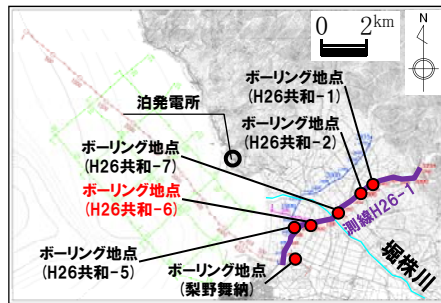 0 2km
N
ボーリング地点
(H26共和-1)
泊発電所
ボーリング地点
(H26共和-2)
ボーリング地点
(H26共和-7)
ボーリング地点
(H26共和-6)
測線H26-1
ボーリング地点
(H26共和-5)
ボーリング地点
(梨野舞納)
堀株川